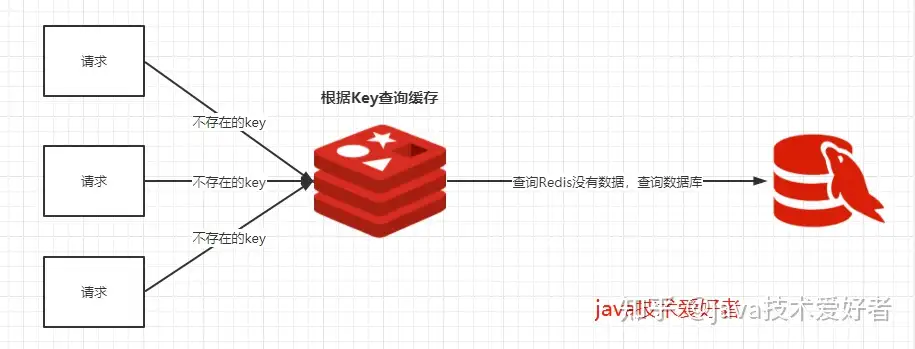 请求
根据Key查询缓存
不存在的key
请求
不存在的key
查询Redis没有数据，查询数据库
不存在的key
请求
java技术爱好者
知乎 @java技术爱好者